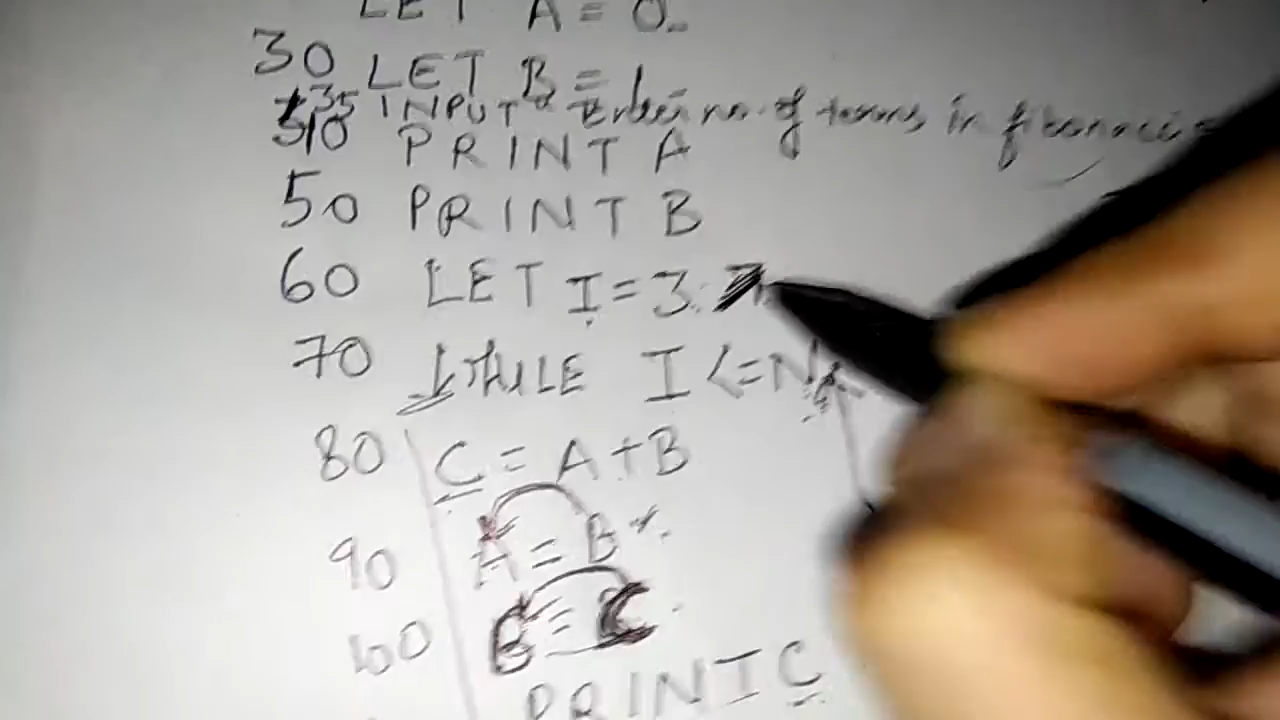 LET A = 0
30 LET B = 1
35 INPUT " Enter no. of terms in fibonacci
40 PRINT A
50 PRINT B
60 LET I = 3
70 WHILE I <= N
80 C = A + B
90 A = B
100 B = C
PRINT C